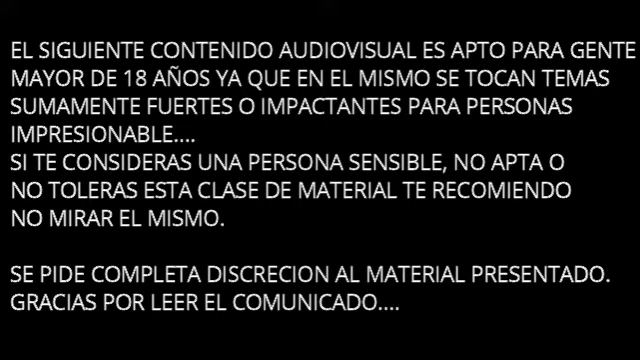 EL SIGUIENTE CONTENIDO AUDIOVISUAL ES APTO PARA GENTE
MAYOR DE 18 AÑOS YA QUE EN EL MISMO SE TOCAN TEMAS
SUMAMENTE FUERTES O IMPACTANTES PARA PERSONAS
IMPRESIONABLE....
SI TE CONSIDERAS UNA PERSONA SENSIBLE, NO APTA O
NO TOLERAS ESTA CLASE DE MATERIAL TE RECOMIENDO
NO MIRAR EL MISMO.
SE PIDE COMPLETA DISCRECION AL MATERIAL PRESENTADO.
GRACIAS POR LEER EL COMUNICADO....